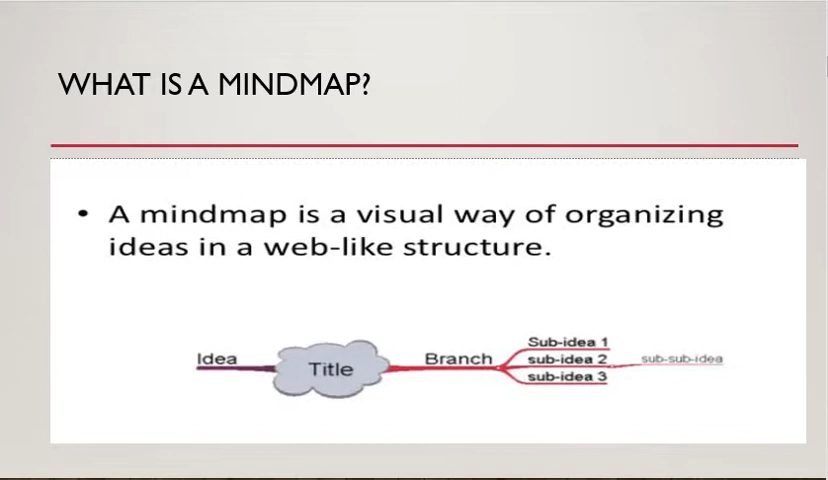 WHAT IS A MINDMAP?
• A mindmap is a visual way of organizing
ideas in a web-like structure.
Idea
Title
Branch
Sub-idea 1
sub-idea 2
sub-idea 3
sub-sub-idea